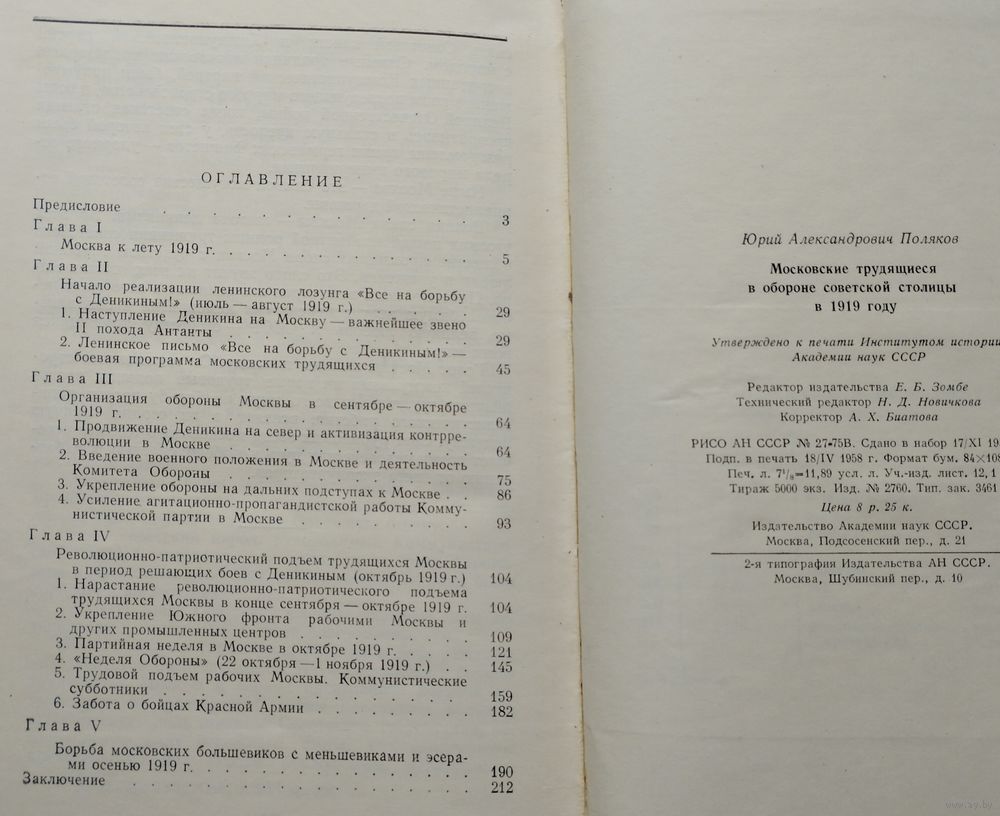 ОГЛАВЛЕНИЕ
Предисловие . . . . . . . . . . . . 3
Глава I
Москва к лету 1919 г. . . . . . . . . . . 5
Глава II
Начало реализации ленинского лозунга «Все на борьбу
с Деникиным!» (июль — август 1919 г.) . . . . . 29
1. Наступление Деникина на Москву — важнейшее звено
II похода Антанты . . . . . . . . . . 29
2. Ленинское письмо «Все на борьбу с Деникиным!» —
боевая программа московских трудящихся . . . . . 45
Глава III
Организация обороны Москвы в сентябре — октябре
1919 г. . . . . . . . . . . . . . 64
1. Продвижение Деникина на север и активизация контрре-
волюции в Москве . . . . . . . . . . 64
2. Введение военного положения в Москве и деятельность
Комитета Обороны . . . . . . . . . . 75
3. Укрепление обороны на дальних подступах к Москве . . 86
4. Усиление агитационно-пропагандистской работы Комму-
нистической партии в Москве . . . . . . . 93
Глава IV
Революционно-патриотический подъем трудящихся Москвы
в период решающих боев с Деникиным (октябрь 1919 г.) 104
1. Нарастание революционно-патриотического подъема
трудящихся Москвы в конце сентября — октябре 1919 г. 104
2. Укрепление Южного фронта рабочими Москвы и
других промышленных центров . . . . . . . 109
3. Партийная неделя в Москве в октябре 1919 г. . . . . 121
4. «Неделя Обороны» (22 октября — 1 ноября 1919 г.) . . 145
5. Трудовой подъем рабочих Москвы. Коммунистические
субботники . . . . . . . . . . . . 159
6. Забота о бойцах Красной Армии . . . . . . . 182
Глава V
Борьба московских большевиков с меньшевиками и эсера-
ми осенью 1919 г. . . . . . . . . . . 190
Заключение . . . . . . . . . . . . 212
Юрий Александрович Поляков
Московские трудящиеся
в обороне советской столицы
в 1919 году
Утверждено к печати Институтом истории
Академии наук СССР
Редактор издательства Е. Б. Зомбе
Технический редактор Н. Д. Новичкова
Корректор А. Х. Биатова
РИСО АН СССР № 27-75В. Сдано в набор 17/XI 19
Подп. в печать 18/IV 1958 г. Формат бум. 84×108
Печ. л. 7¹/₈=11,89 усл. л. Уч.-изд. лист. 12,1
Тираж 5000 экз. Изд. № 2760. Тип. зак. 3461
Цена 8 р. 25 к.
Издательство Академии наук СССР.
Москва, Подсосенский пер., д. 21
2-я типография Издательства АН СССР.
Москва, Шубинский пер., д. 10
www.ay.by